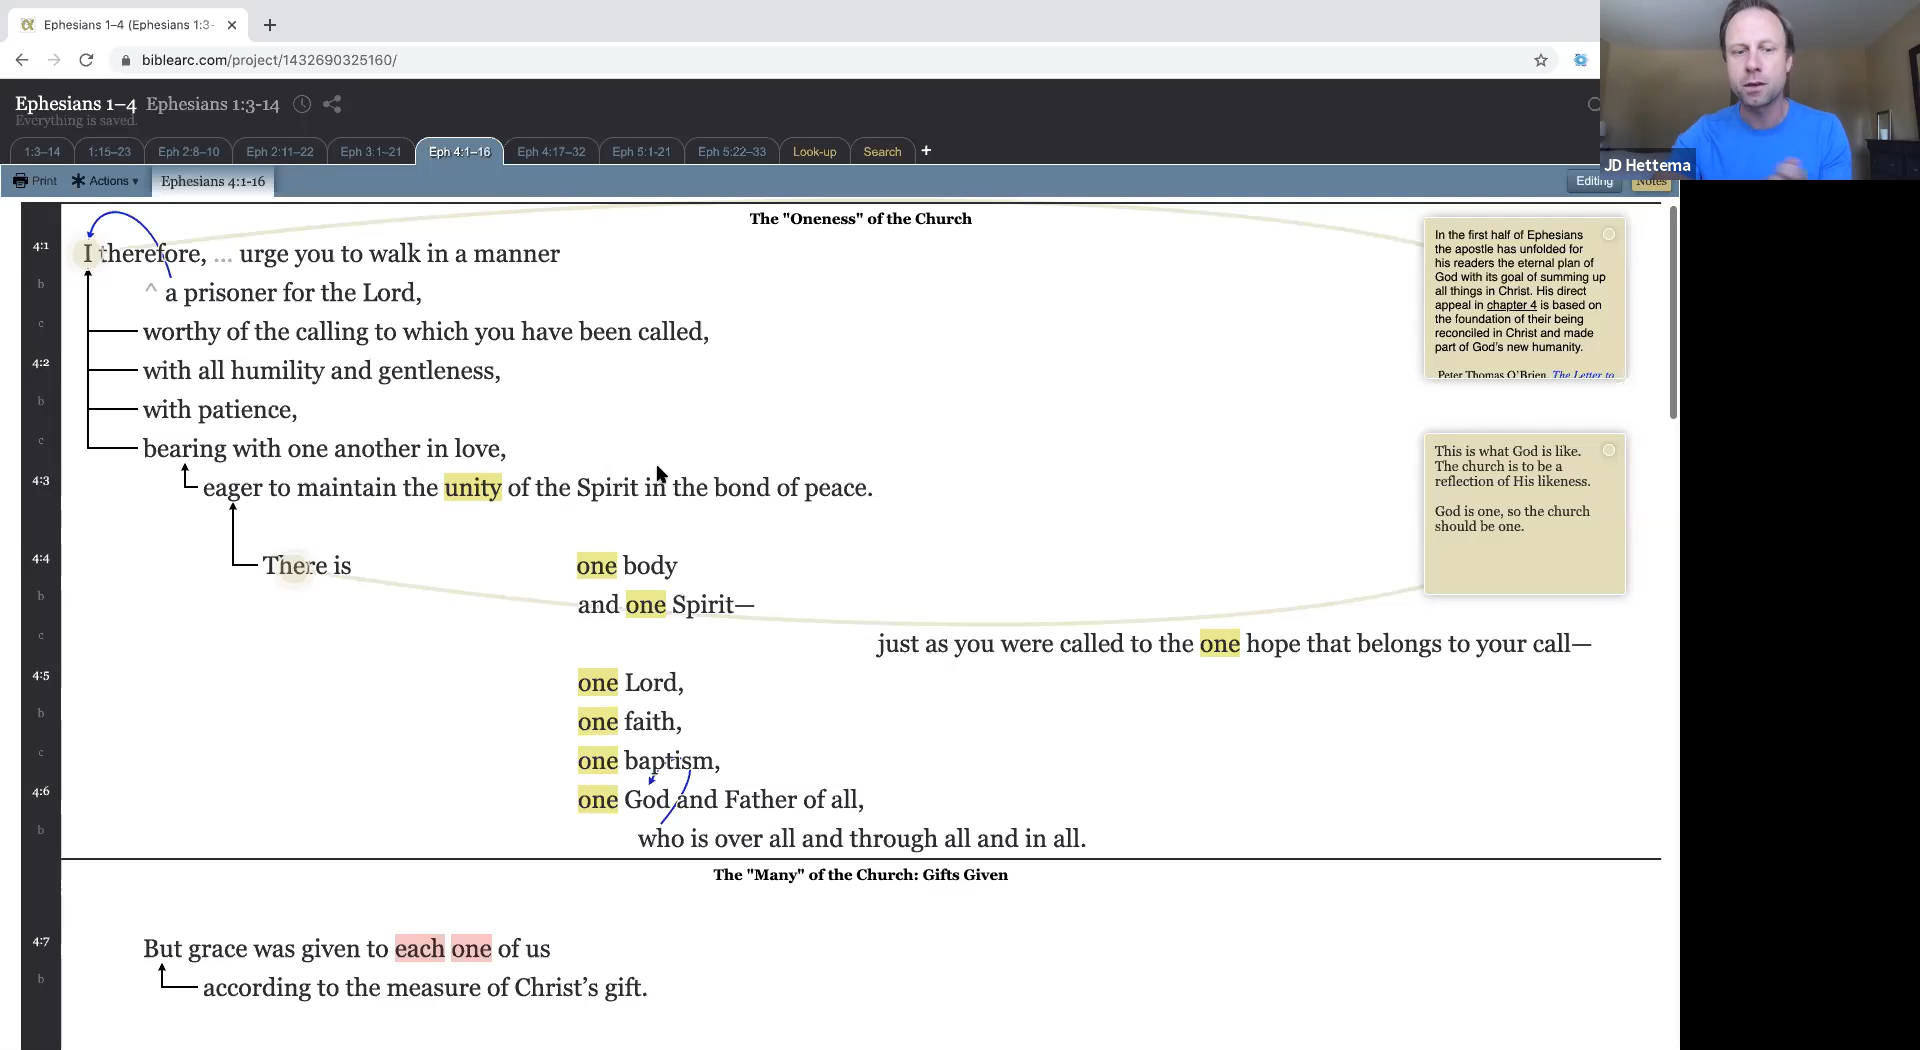 Ephesians 1–4 (Ephesians 1:3-
biblearc.com/project/1432690325160/
Ephesians 1–4 Ephesians 1:3-14
Everything is saved.
1:3–14 1:15–23 Eph 2:8–10 Eph 2:11–22 Eph 3:1–21 Eph 4:1–16 Eph 4:17–32 Eph 5:1-21 Eph 5:22–33 Look-up Search +
JD Hettema
Print Actions ▾ Ephesians 4:1-16 Editing Notes
The "Oneness" of the Church
4:1 I therefore, ... urge you to walk in a manner
b ^ a prisoner for the Lord,
c worthy of the calling to which you have been called,
4:2 with all humility and gentleness,
b with patience,
c bearing with one another in love,
4:3 eager to maintain the unity of the Spirit in the bond of peace.
4:4 There is one body
b and one Spirit—
c just as you were called to the one hope that belongs to your call—
4:5 one Lord,
b one faith,
c one baptism,
4:6 one God and Father of all,
b who is over all and through all and in all.
The "Many" of the Church: Gifts Given
4:7 But grace was given to each one of us
b according to the measure of Christ's gift.
In the first half of Ephesians
the apostle has unfolded for
his readers the eternal plan of
God with its goal of summing up
all things in Christ. His direct
appeal in chapter 4 is based on
the foundation of their being
reconciled in Christ and made
part of God's new humanity.
Peter Thomas O'Brien, The Letter to
This is what God is like.
The church is to be a
reflection of His likeness.
God is one, so the church
should be one.